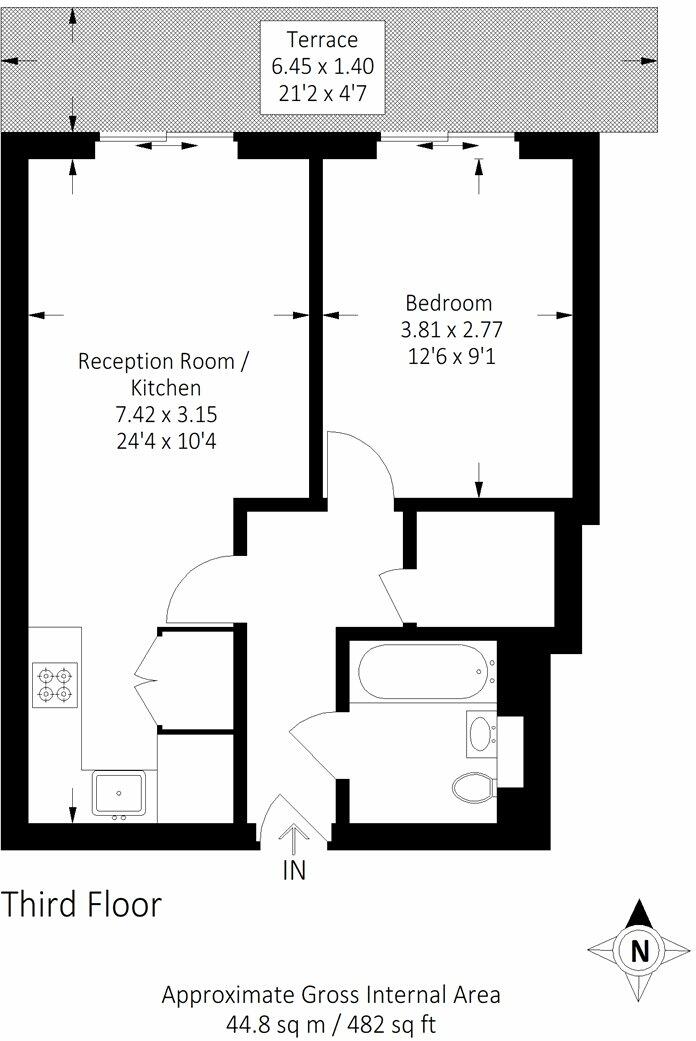 Terrace
6.45 x 1.40
21'2 x 4'7
Bedroom
3.81 x 2.77
12'6 x 9'1
Reception Room /
Kitchen
7.42 x 3.15
24'4 x 10'4
IN
Third Floor
N
Approximate Gross Internal Area
44.8 sq m / 482 sq ft